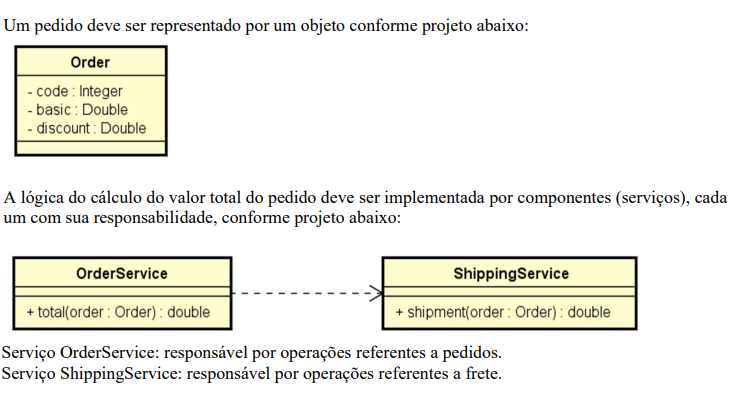 Um pedido deve ser representado por um objeto conforme projeto abaixo:
Order
- code : Integer
- basic : Double
- discount : Double
A lógica do cálculo do valor total do pedido deve ser implementada por componentes (serviços), cada
um com sua responsabilidade, conforme projeto abaixo:
OrderService
+ total(order : Order) : double
ShippingService
+ shipment(order : Order) : double
Serviço OrderService: responsável por operações referentes a pedidos.
Serviço ShippingService: responsável por operações referentes a frete.